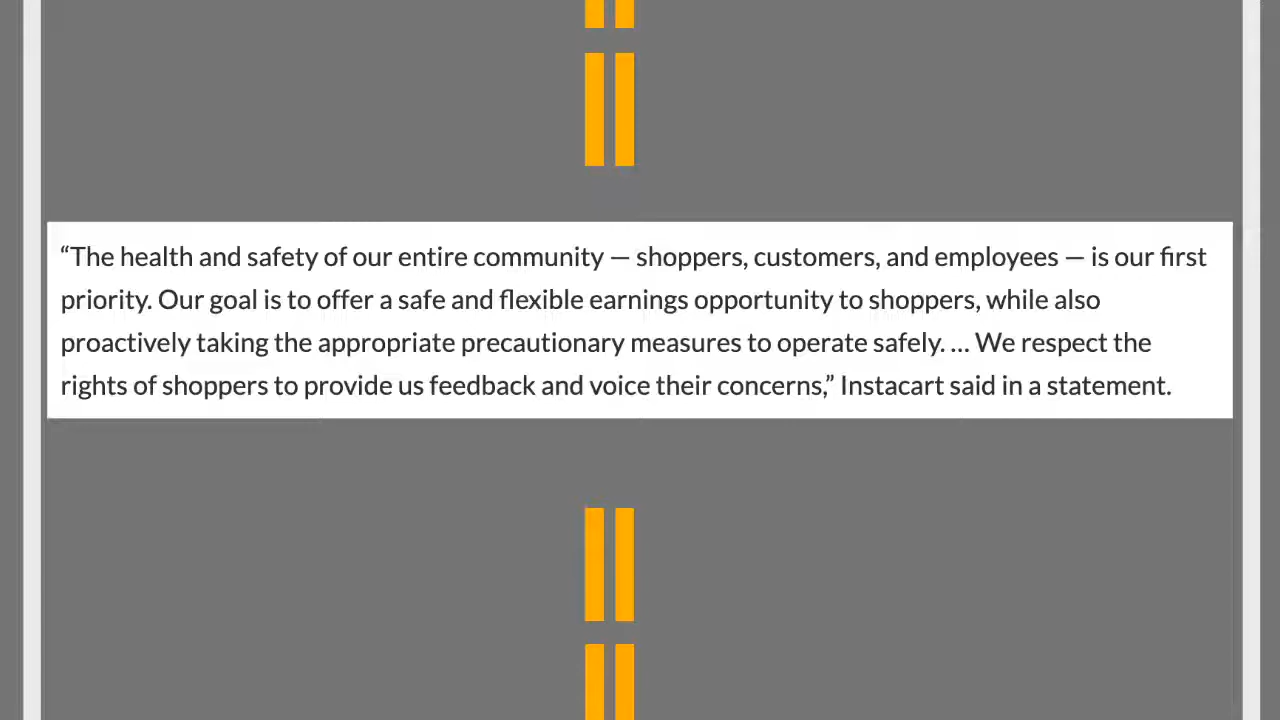 “The health and safety of our entire community — shoppers, customers, and employees — is our first
priority. Our goal is to offer a safe and flexible earnings opportunity to shoppers, while also
proactively taking the appropriate precautionary measures to operate safely. … We respect the
rights of shoppers to provide us feedback and voice their concerns,” Instacart said in a statement.